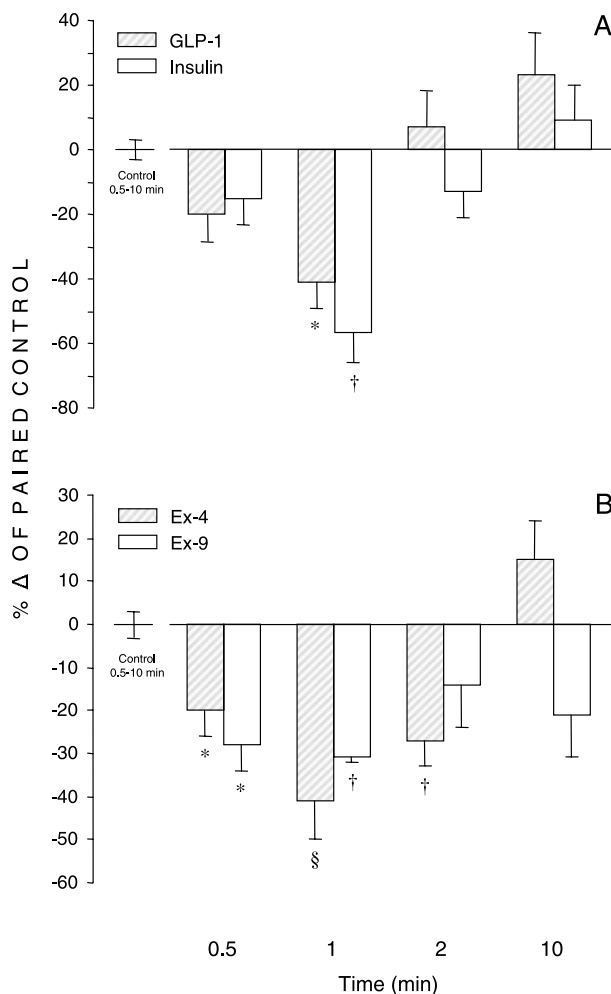 A
GLP-1
Insulin
40
20
0
-20
-40
-60
-80
Control
0.5-10 min
*
†
% Δ OF PAIRED CONTROL
B
Ex-4
Ex-9
30
20
10
0
-10
-20
-30
-40
-50
-60
Control
0.5-10 min
*
*
§
†
†
0.5 1 2 10
Time (min)